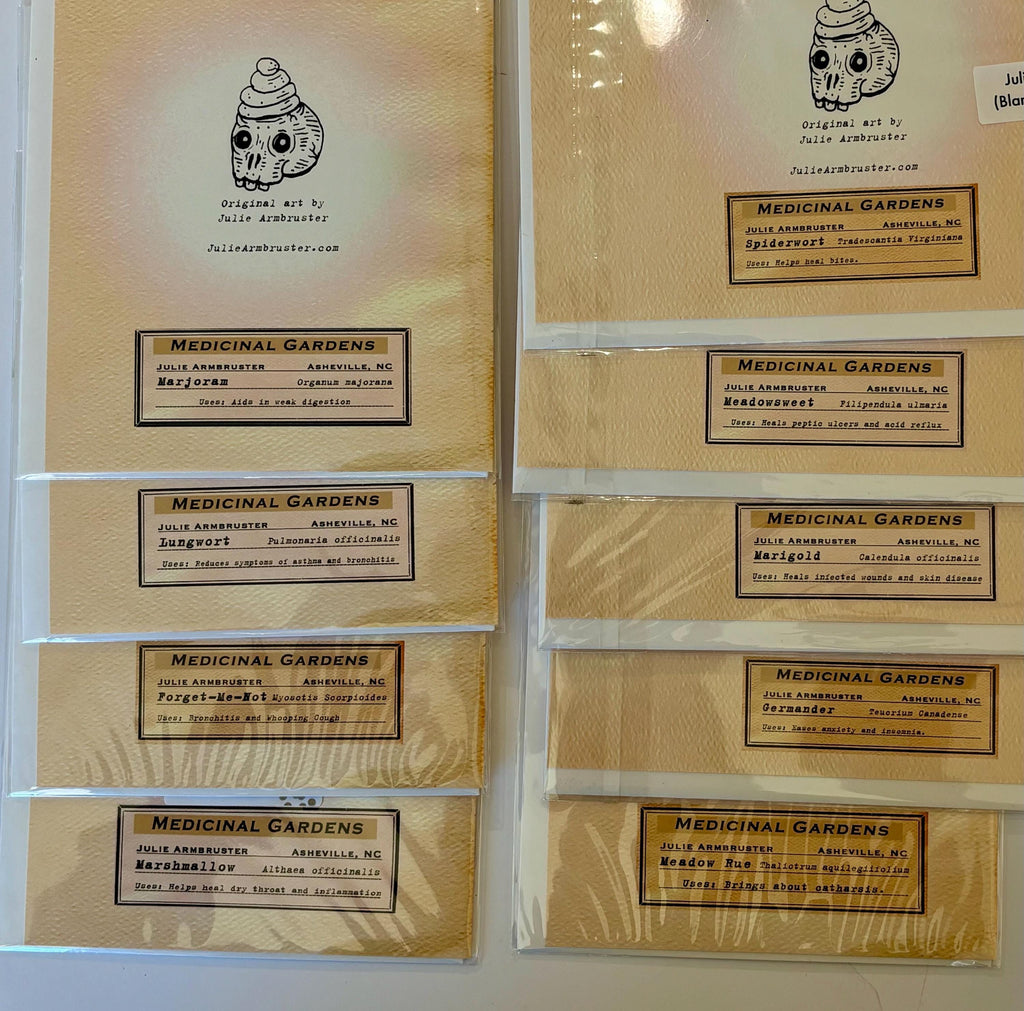 Original art by
Julie Armbruster
JulieArmbruster.com
MEDICINAL GARDENS
JULIE ARMBRUSTER ASHEVILLE, NC
Marjoram Organum majorana
Uses: Aids in weak digestion
MEDICINAL GARDENS
JULIE ARMBRUSTER ASHEVILLE, NC
Lungwort Pulmonaria officinalis
Uses: Reduces symptoms of asthma and bronchitis
MEDICINAL GARDENS
JULIE ARMBRUSTER ASHEVILLE, NC
Forget-Me-Not Myosotis Scorpioides
Uses: Bronchitis and Whooping Cough
MEDICINAL GARDENS
JULIE ARMBRUSTER ASHEVILLE, NC
Marshmallow Althaea officinalis
Uses: Helps heal dry throat and inflammation
Original art by
Julie Armbruster
JulieArmbruster.com
Juli
(Blan
MEDICINAL GARDENS
JULIE ARMBRUSTER ASHEVILLE, NC
Spiderwort Tradescantia Virginiana
Uses: Helps heal bites.
MEDICINAL GARDENS
JULIE ARMBRUSTER ASHEVILLE, NC
Meadowsweet Filipendula ulmaria
Uses: Heals peptic ulcers and acid reflux
MEDICINAL GARDENS
JULIE ARMBRUSTER ASHEVILLE, NC
Marigold Calendula officinalis
Uses: Heals infected wounds and skin disease
MEDICINAL GARDENS
JULIE ARMBRUSTER ASHEVILLE, NC
Germander Teucrium Canadense
Uses: Eases anxiety and insomnia.
MEDICINAL GARDENS
JULIE ARMBRUSTER ASHEVILLE, NC
Meadow Rue Thaliotrum aquilegiifolium
Uses: Brings about catharsis.